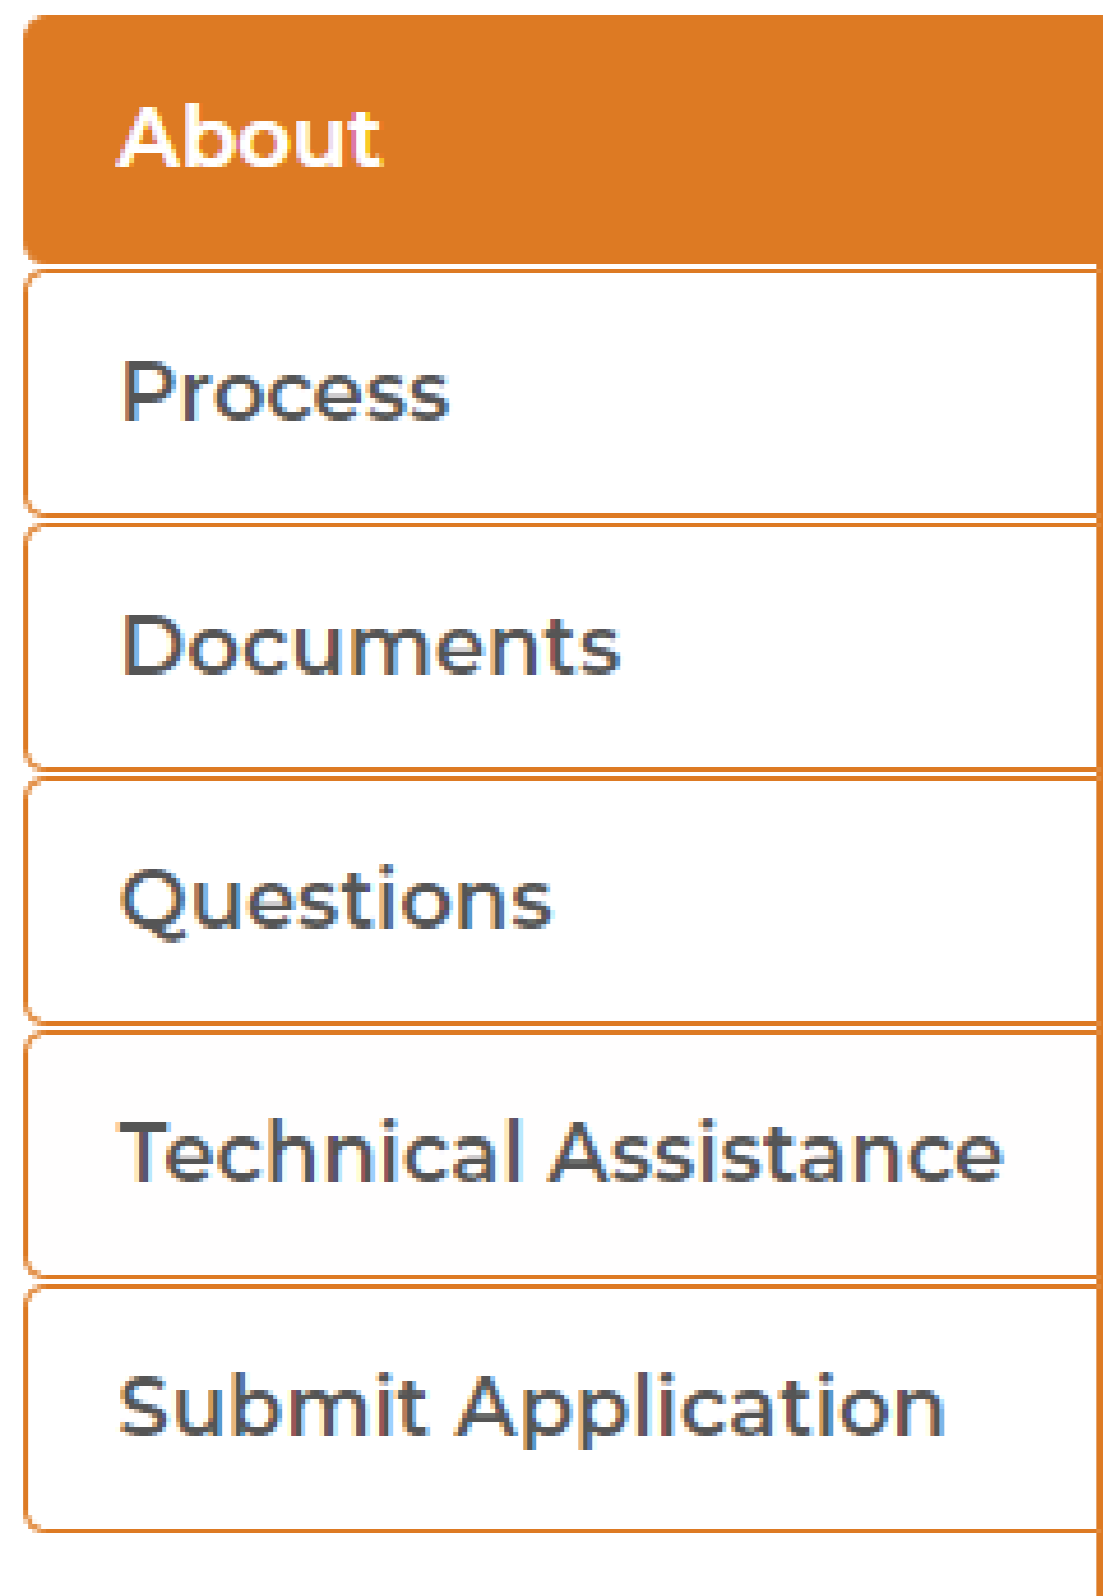 About
Process
Documents
Questions
Technical Assistance
Submit Application